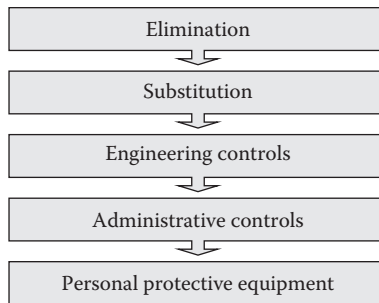 Elimination
Substitution
Engineering controls
Administrative controls
Personal protective equipment